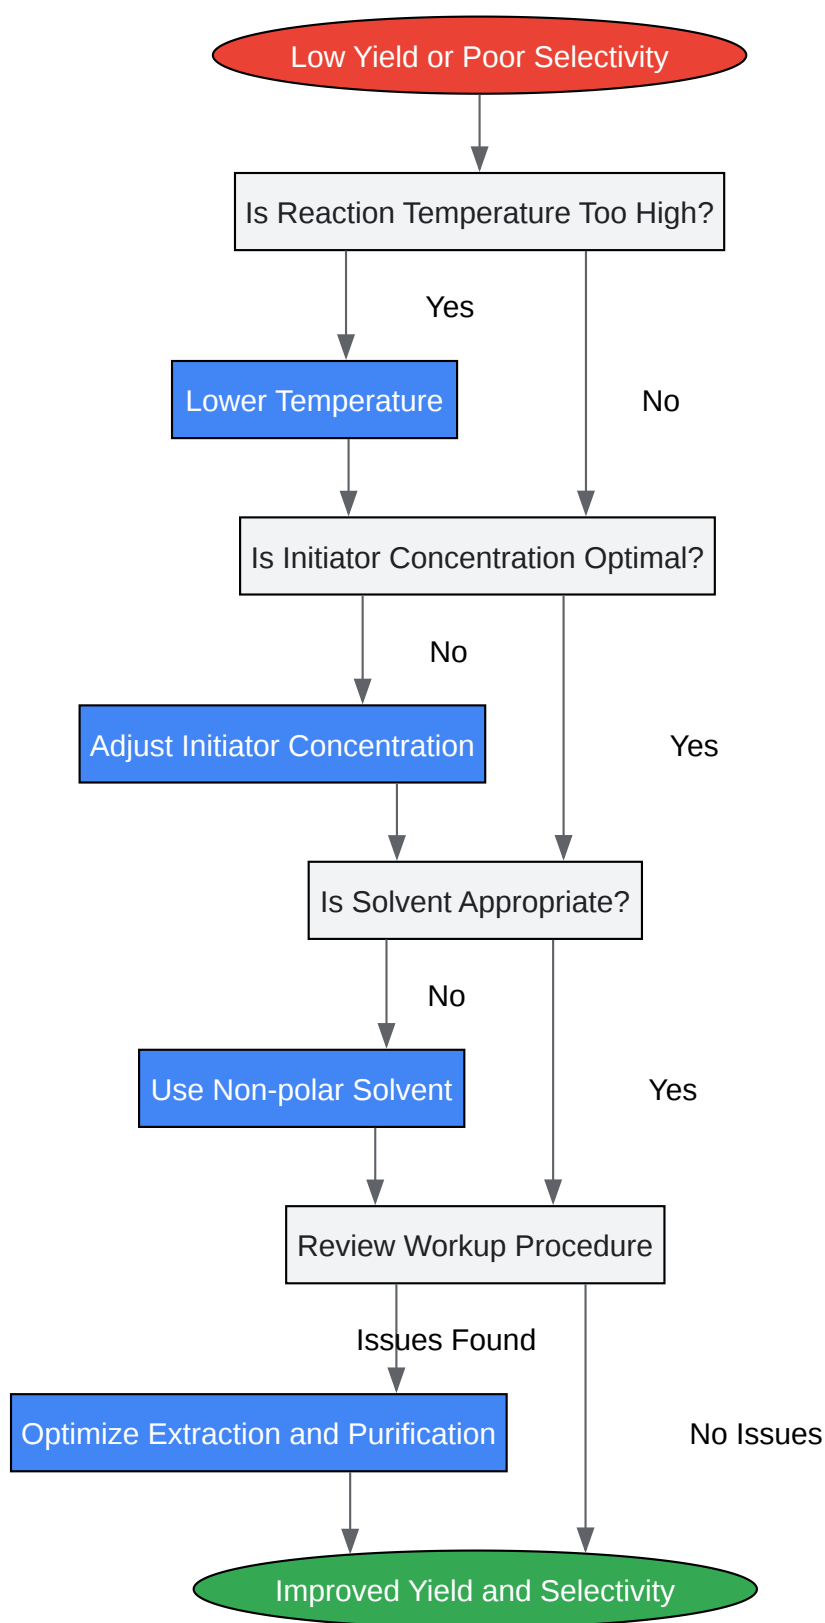 Low Yield or Poor Selectivity
Is Reaction Temperature Too High?
Yes
Lower Temperature
No
Is Initiator Concentration Optimal?
No
Adjust Initiator Concentration
Yes
Is Solvent Appropriate?
No
Use Non-polar Solvent
Yes
Review Workup Procedure
Issues Found
Optimize Extraction and Purification
No Issues
Improved Yield and Selectivity